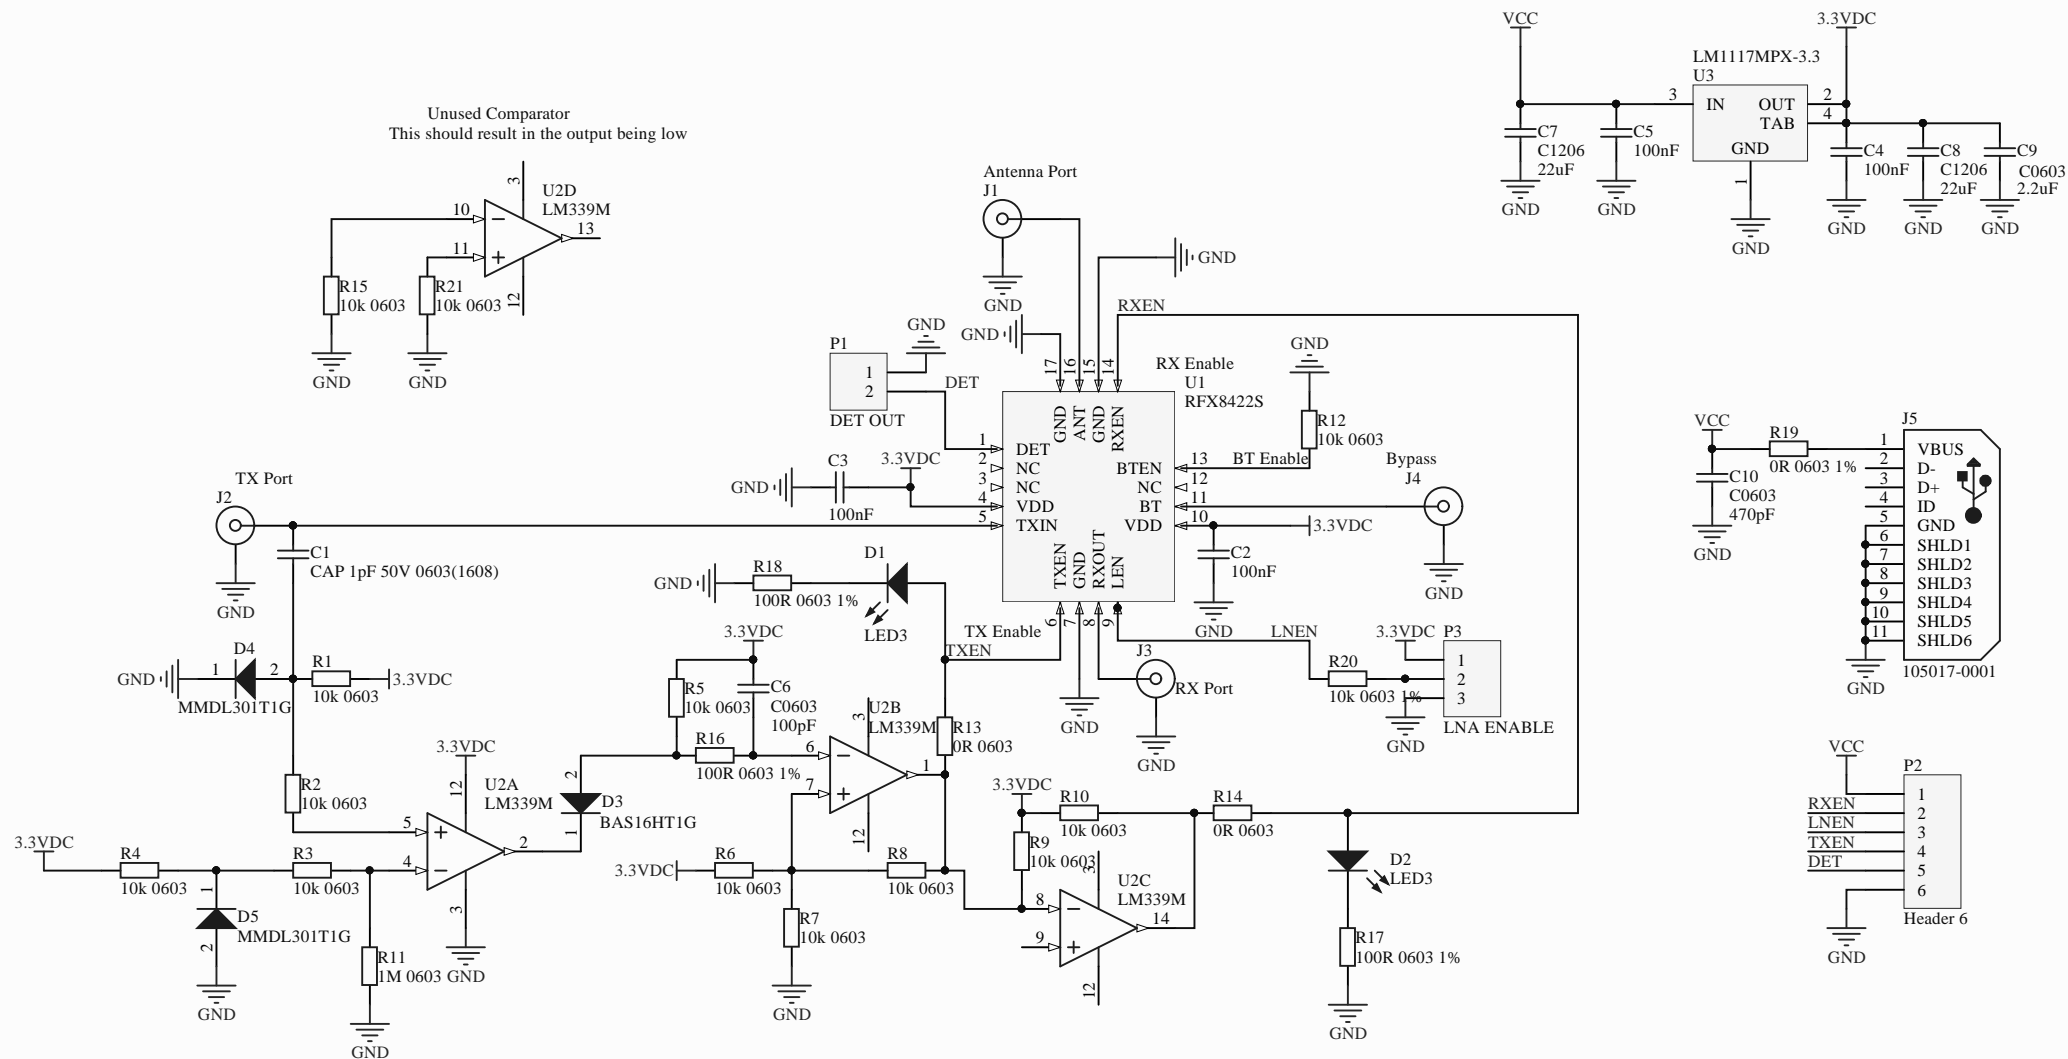 VCC
3.3VDC
LM1117MPX-3.3
U3
3
IN
OUT
2
TAB
4
GND
1
GND
C7
C1206
22uF
GND
C5
100nF
GND
C4
100nF
GND
C8
C1206
22uF
GND
C9
C0603
2.2uF
GND
Unused Comparator
This should result in the output being low
3
U2D
LM339M
10
11
13
12
R15
10k 0603
GND
R21
10k 0603
GND
Antenna Port
J1
GND
GND
RXEN
GND
GND
P1
1
2
DET OUT
DET
17
16
15
14
RX Enable
U1
RFX8422S
GND
ANT
GND
RXEN
1
DET
2
NC
3
NC
4
VDD
5
TXIN
BTEN
13
NC
12
BT
11
VDD
10
TXEN
GND
RXOUT
LEN
6
7
8
9
GND
R12
10k 0603
BT Enable
Bypass
J4
GND
3.3VDC
C2
100nF
GND
GND
C3
100nF
3.3VDC
TX Port
J2
GND
C1
CAP 1pF 50V 0603(1608)
GND
1
D4
2
MMDL301T1G
R1
10k 0603
3.3VDC
R2
10k 0603
GND
R18
100R 0603 1%
D1
LED3
TX Enable
TXEN
GND
J3
RX Port
GND
LNEN
3.3VDC
P3
R20
10k 0603 1%
1
2
3
GND
LNA ENABLE
3.3VDC
R5
10k 0603
C6
C0603
100pF
R16
100R 0603 1%
U2B
LM339M
3
6
7
1
12
R13
0R 0603
3.3VDC
U2A
LM339M
12
5
4
2
3
GND
2
D3
BAS16HT1G
1
3.3VDC
R4
10k 0603
R3
10k 0603
1
D5
MMDL301T1G
2
GND
R11
1M 0603
GND
3.3VDC
R6
10k 0603
R8
10k 0603
R7
10k 0603
GND
3.3VDC
R10
10k 0603
R9
10k 0603
R14
0R 0603
3
U2C
LM339M
8
9
14
12
D2
LED3
R17
100R 0603 1%
GND
VCC
R19
0R 0603 1%
C10
C0603
470pF
GND
J5
1
VBUS
2
D-
3
D+
4
ID
5
GND
6
SHLD1
7
SHLD2
8
SHLD3
9
SHLD4
10
SHLD5
11
SHLD6
105017-0001
GND
VCC
P2
1
RXEN
2
LNEN
3
TXEN
4
DET
5
6
Header 6
GND